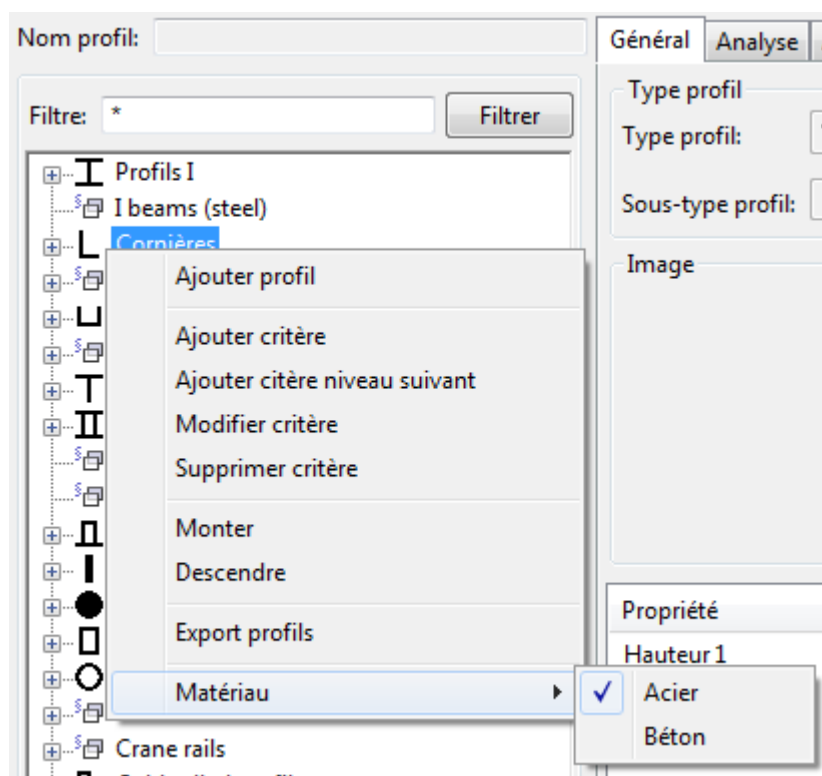 Nom profil:
Général
Analyse
Filtre:
*
Filtrer
Type profil
Type profil:
Sous-type profil:
Image
Profils I
I beams (steel)
Cornières
Ajouter profil
Ajouter critère
Ajouter citère niveau suivant
Modifier critère
Supprimer critère
Monter
Descendre
Export profils
Matériau
Acier
Béton
Propriété
Hauteur 1
Crane rails